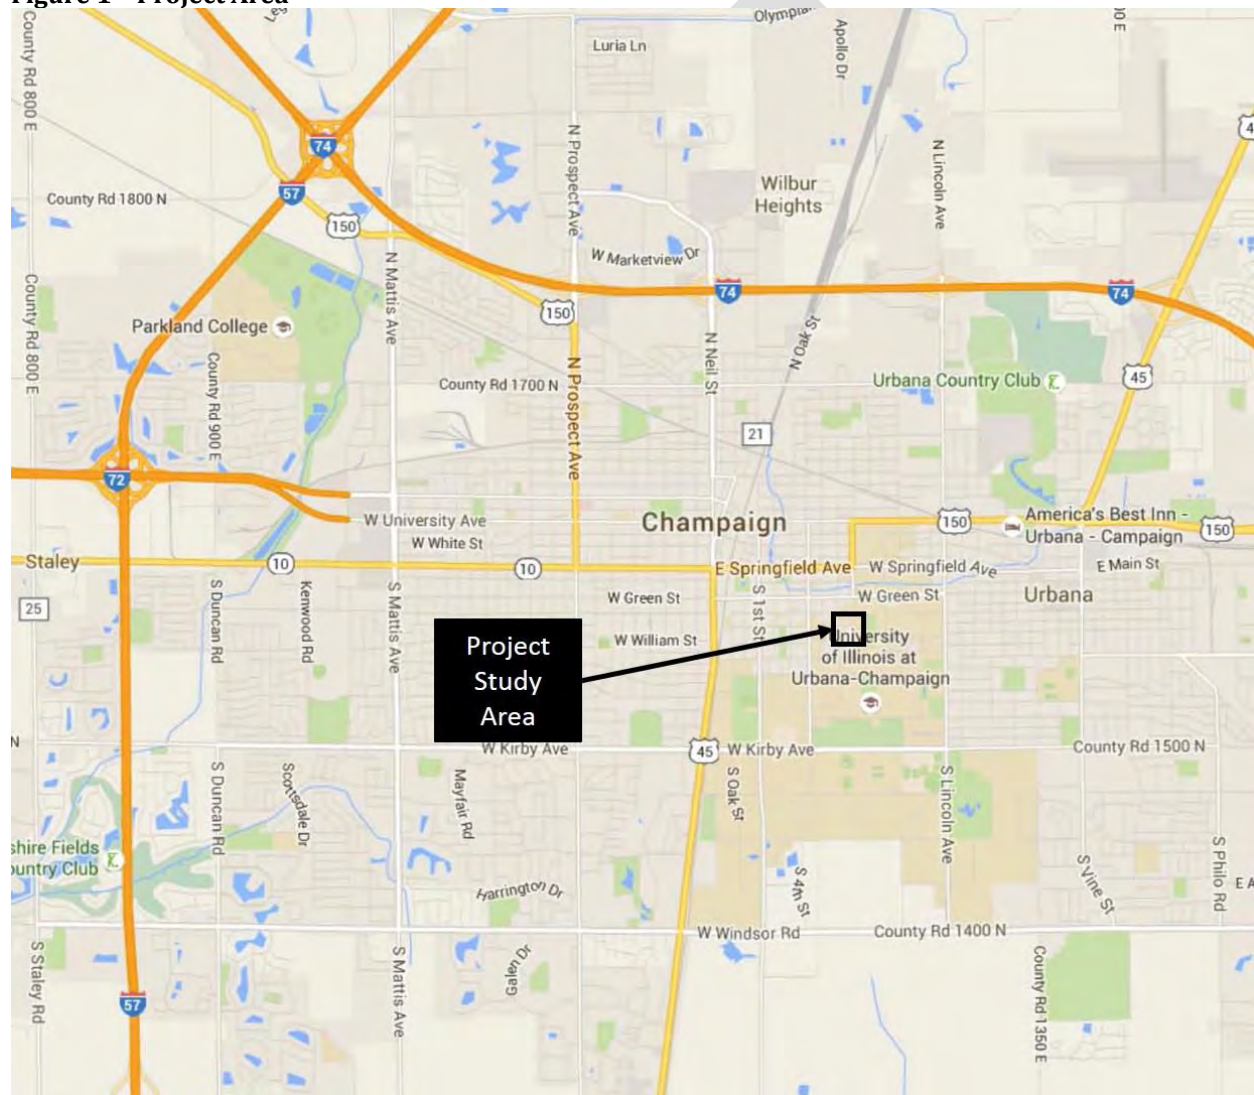 Figure 1 – Project Area
Olympian
Luria Ln
Apollo Dr
County Rd 800 E
N Prospect Ave
N Lincoln Ave
74
57
County Rd 1800 N
150
Wilbur
Heights
N Mattis Ave
W Marketview Dr
74
74
County Rd 800 E
150
Parkland College
N Oak St
County Rd 900 E
N Neil St
N Prospect Ave
County Rd 1700 N
Urbana Country Club
45
21
72
W University Ave
Champaign
150
America's Best Inn -
Urbana - Campaign
150
W White St
Staley
10
10
E Springfield Ave
W Springfield Ave
E Main St
25
S Duncan Rd
Kenwood Rd
S Mattis Ave
W Green St
S 1st St
W Green St
Urbana
Project
Study
Area
W William St
University
of Illinois at
Urbana-Champaign
N
W Kirby Ave
45
W Kirby Ave
County Rd 1500 N
S Duncan Rd
Scottsdale Dr
Mayfair Rd
S Oak St
S Lincoln Ave
shire Fields
ountry Club
Harrington Dr
S 4th St
S Vine St
S Philo Rd
E A
W Windsor Rd
County Rd 1400 N
S Staley Rd
57
S Mattis Ave
Galen Dr
County Rd 1350 E